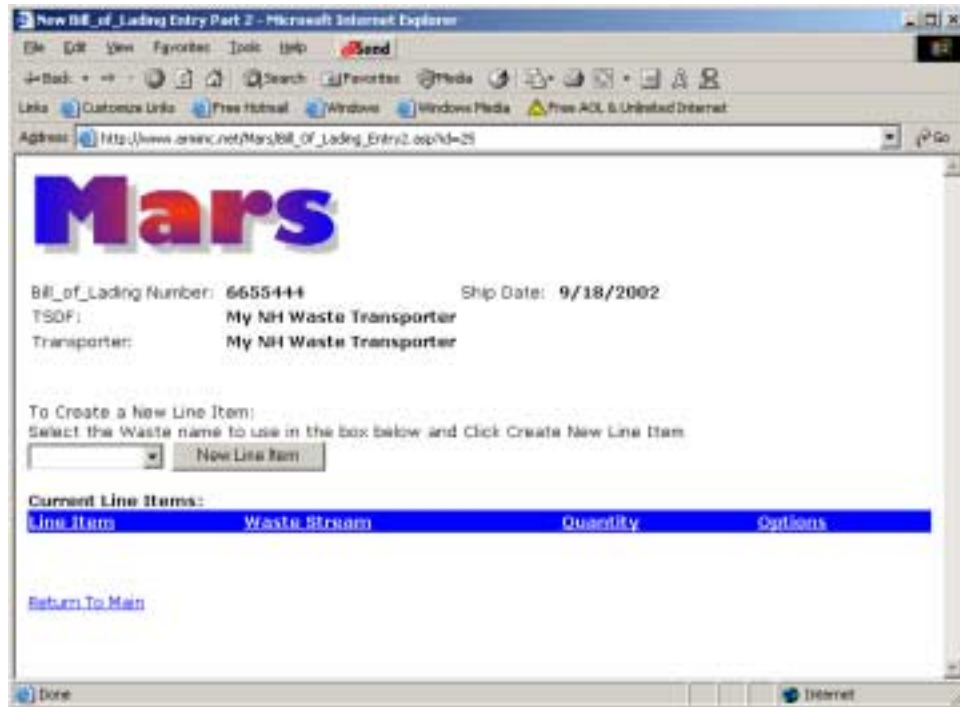 New Bill_of_Lading Entry Part 2 - Microsoft Internet Explorer
File Edit View Favorites Tools Help Send
Back Search Favorites Media
Links Customize Links Free Hotmail Windows Windows Media Free AOL & Unlimited Internet
Address http://www.aminc.net/Mars/Bill_Of_Lading_Entry2.asp?id=25 Go
Mars
Bill_of_Lading Number: 6655444 Ship Date: 9/18/2002
TSDF: My NH Waste Transporter
Transporter: My NH Waste Transporter
To Create a New Line Item:
Select the Waste name to use in the box below and Click Create New Line Item
New Line Item
Current Line Items:
Line Item Waste Stream Quantity Options
Return To Main
Done Internet